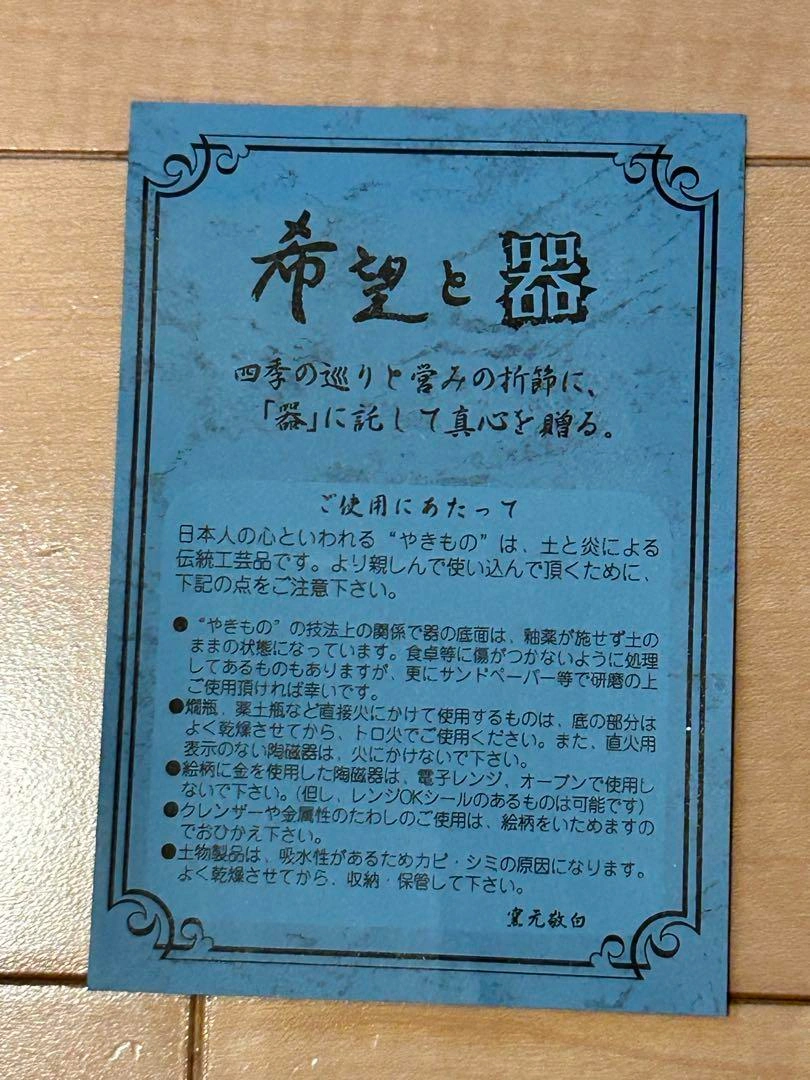 希望と器
四季の巡りと営みの折節に、
「器」に託して真心を贈る。
ご使用にあたって
日本人の心といわれる“やきもの”は、土と炎による
伝統工芸品です。より親しんで使い込んで頂くために、
下記の点をご注意下さい。
●“やきもの”の技法上の関係で器の底面は、釉薬が施せず土の
ままの状態になっています。食卓等に傷がつかないように処理
してあるものもありますが、更にサンドペーパー等で研磨の上
ご使用頂ければ幸いです。
●燗瓶、薬土瓶など直接火にかけて使用するものは、底の部分は
よく乾燥させてから、トロ火でご使用ください。また、直火用
表示のない陶磁器は、火にかけないで下さい。
●絵柄に金を使用した陶磁器は、電子レンジ、オーブンで使用し
ないで下さい。(但し、レンジOKシールのあるものは可能です)
●クレンザーや金属性のたわしのご使用は、絵柄をいためますの
でおひかえ下さい。
●土物製品は、吸水性があるためカビ・シミの原因になります。
よく乾燥させてから、収納・保管して下さい。
窯元敬白